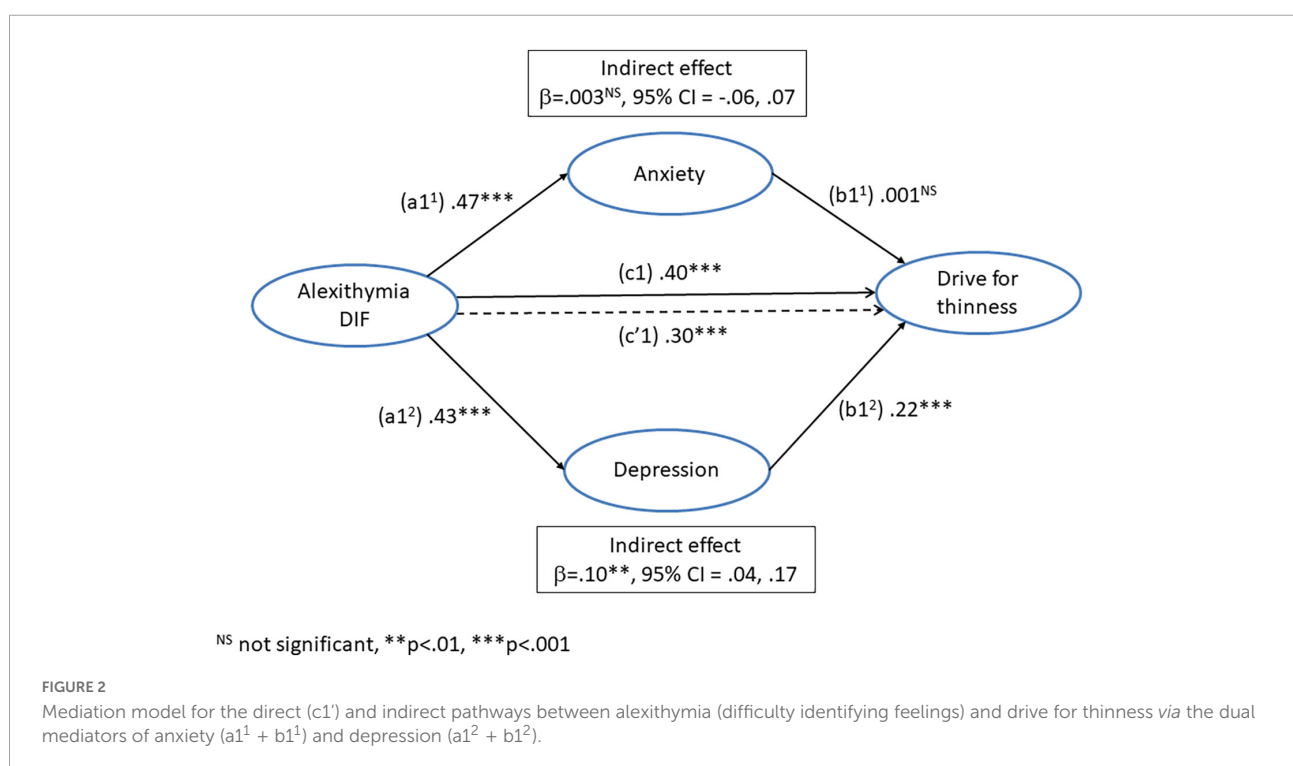 Indirect effect
β=.003ᴺˢ, 95% CI = -.06, .07
Anxiety
(a1¹) .47***
(b1¹) .001ᴺˢ
(c1) .40***
Alexithymia
DIF
Drive for
thinness
(c'1) .30***
(a1²) .43***
(b1²) .22***
Depression
Indirect effect
β=.10**, 95% CI = .04, .17
ᴺˢ not significant, **p<.01, ***p<.001
FIGURE 2
Mediation model for the direct (c1') and indirect pathways between alexithymia (difficulty identifying feelings) and drive for thinness via the dual
mediators of anxiety (a1¹ + b1¹) and depression (a1² + b1²).